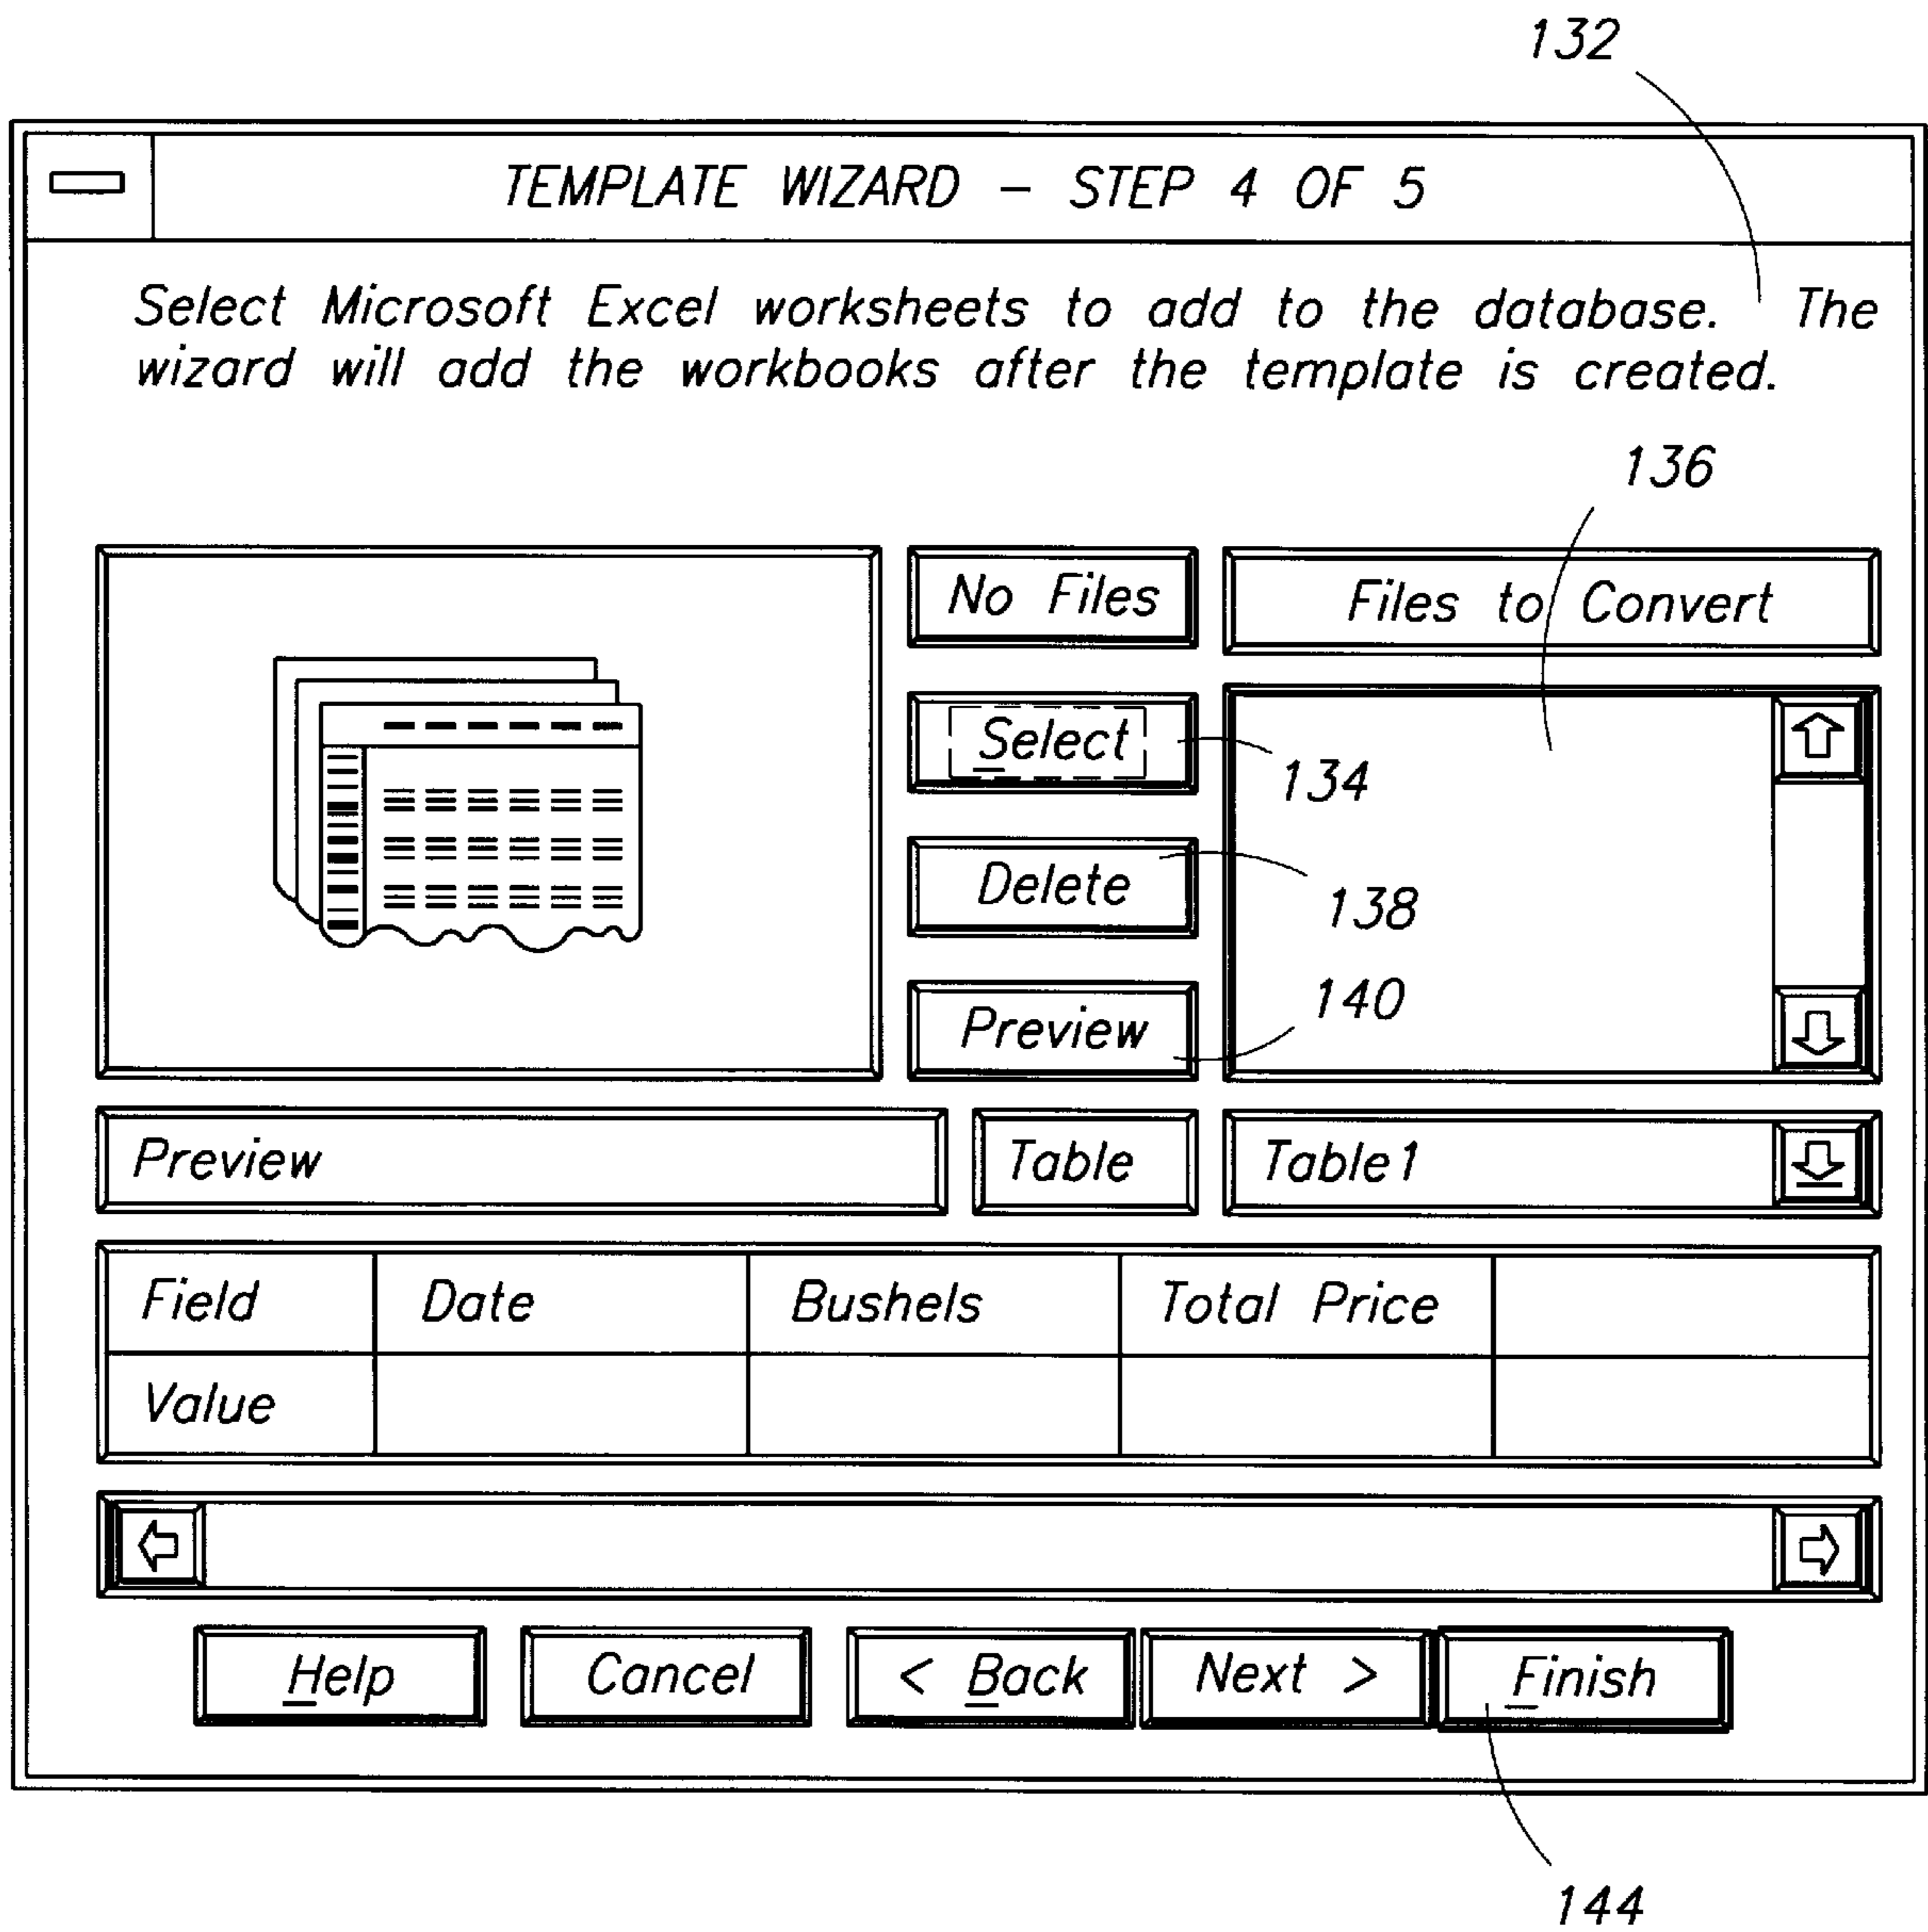 132
TEMPLATE WIZARD – STEP 4 OF 5
Select Microsoft Excel worksheets to add to the database. The
wizard will add the workbooks after the template is created.
136
No Files
Files to Convert
Select
134
Delete
138
Preview
140
Preview
Table
Table1
Field Date Bushels Total Price
Value
Help
Cancel
< Back
Next >
Finish
144